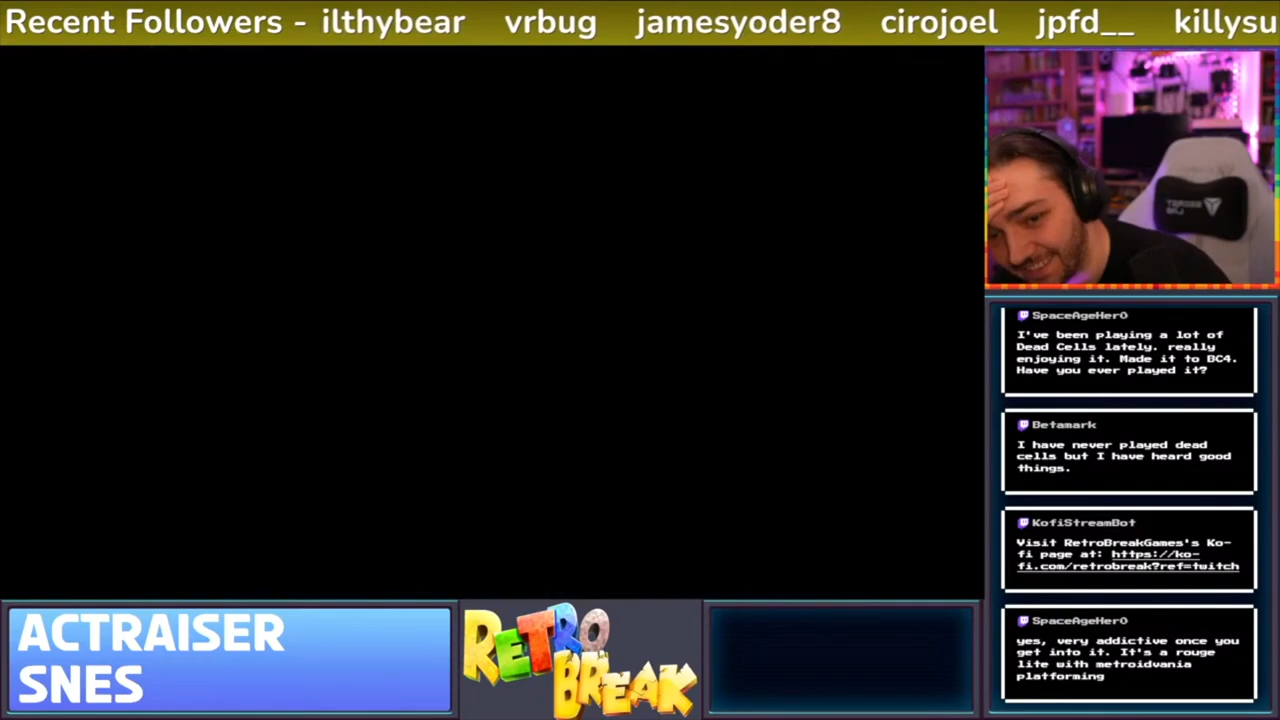 Recent Followers - ilthybear vrbug jamesyoder8 cirojoel jpfd__ killysu
SpaceAgeHer0
I've been playing a lot of
Dead Cells lately. really
enjoying it. Made it to BC4.
Have you ever played it?
Betamark
I have never played dead
cells but I have heard good
things.
KofiStreamBot
Visit RetroBreakGames's Ko-
fi page at: https://ko-
fi.com/retrobreak?ref=twitch
SpaceAgeHer0
yes, very addictive once you
get into it. It's a rouge
lite with metroidvania
platforming
ACTRAISER
SNES
RETRO
BREAK